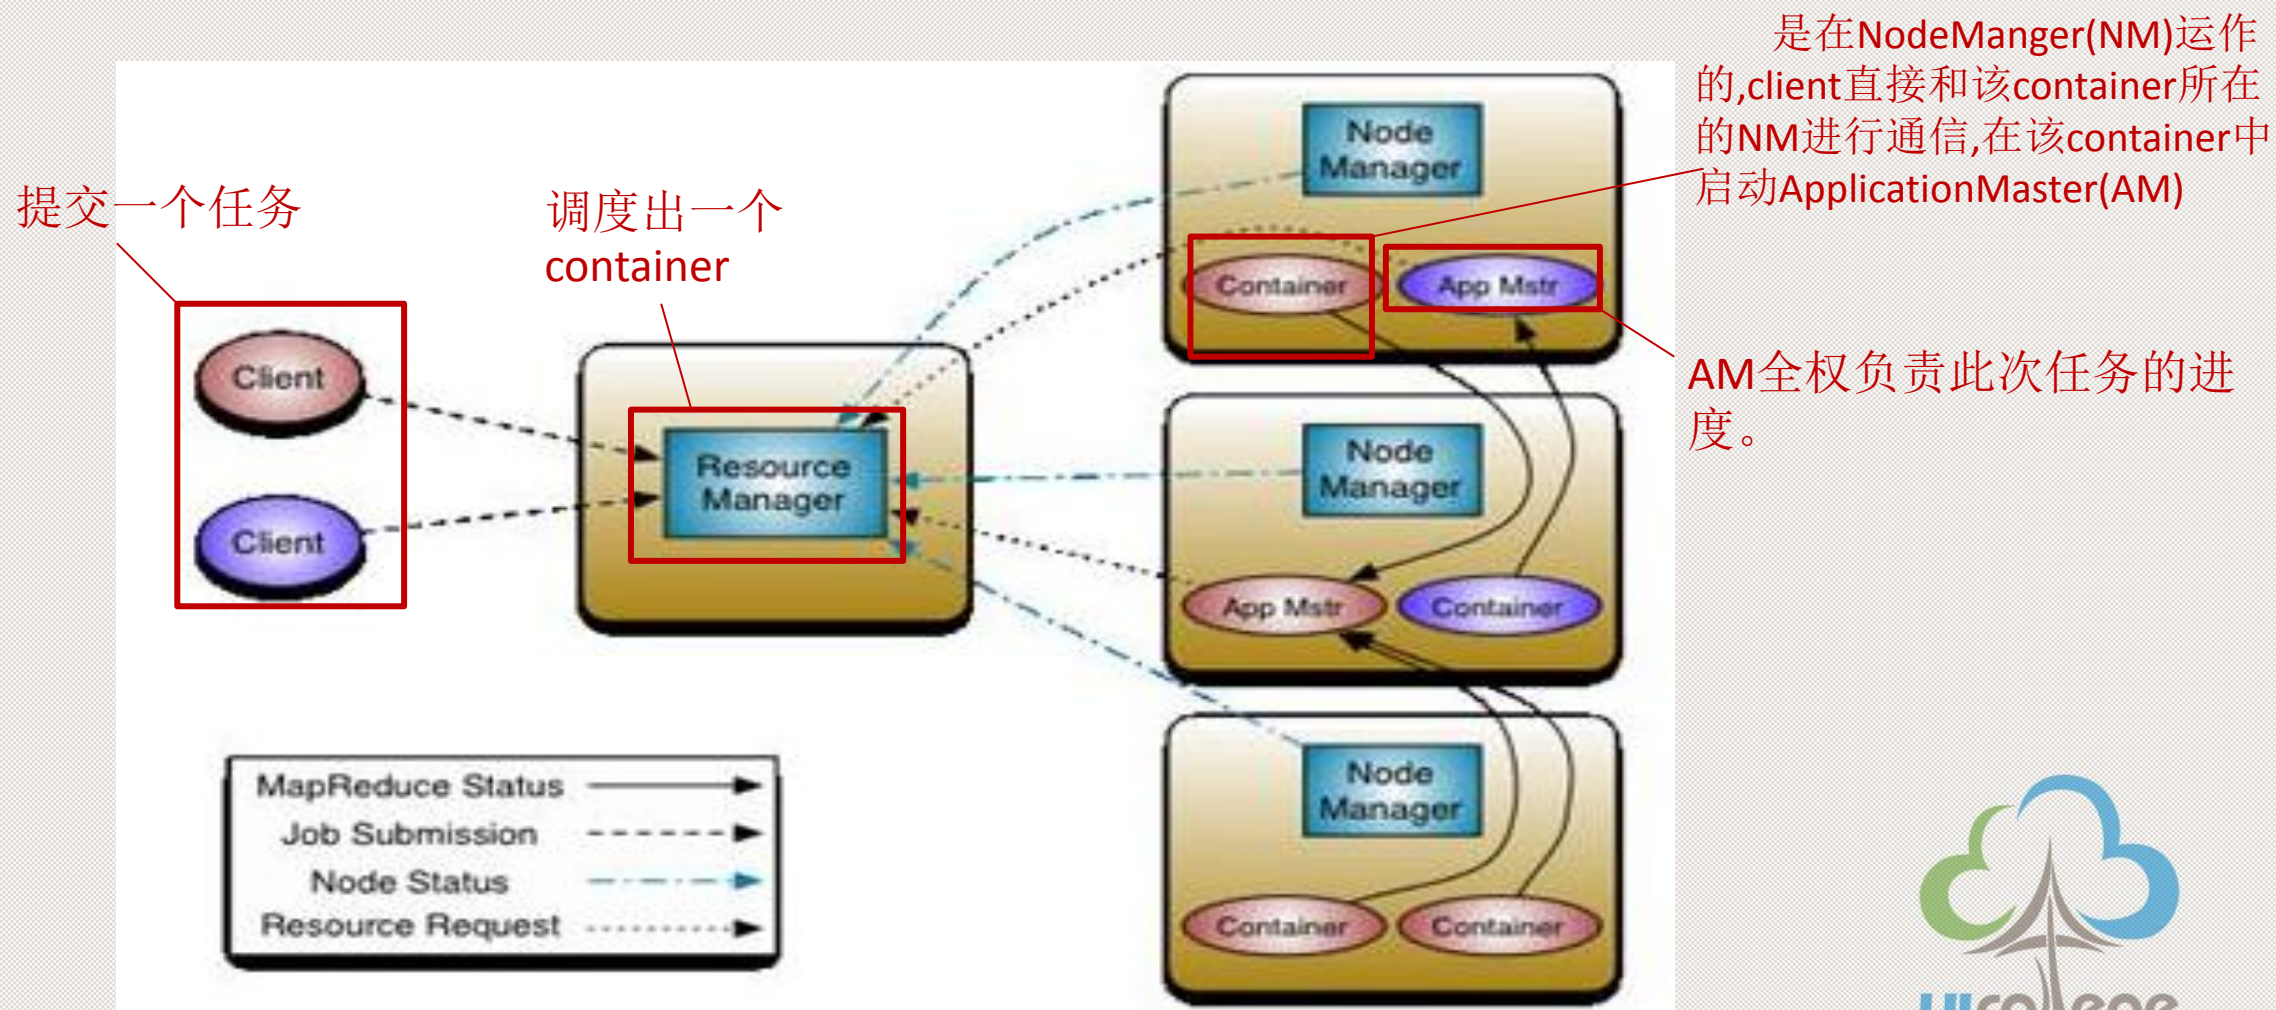 是在NodeManger(NM)运作
的,client直接和该container所在
的NM进行通信,在该container中
启动ApplicationMaster(AM)
提交一个任务
调度出一个
container
AM全权负责此次任务的进
度。
Client
Client
Resource
Manager
Node
Manager
Container
App Mstr
Node
Manager
App Mstr
Container
Node
Manager
Container
Container
MapReduce Status
Job Submission
Node Status
Resource Request